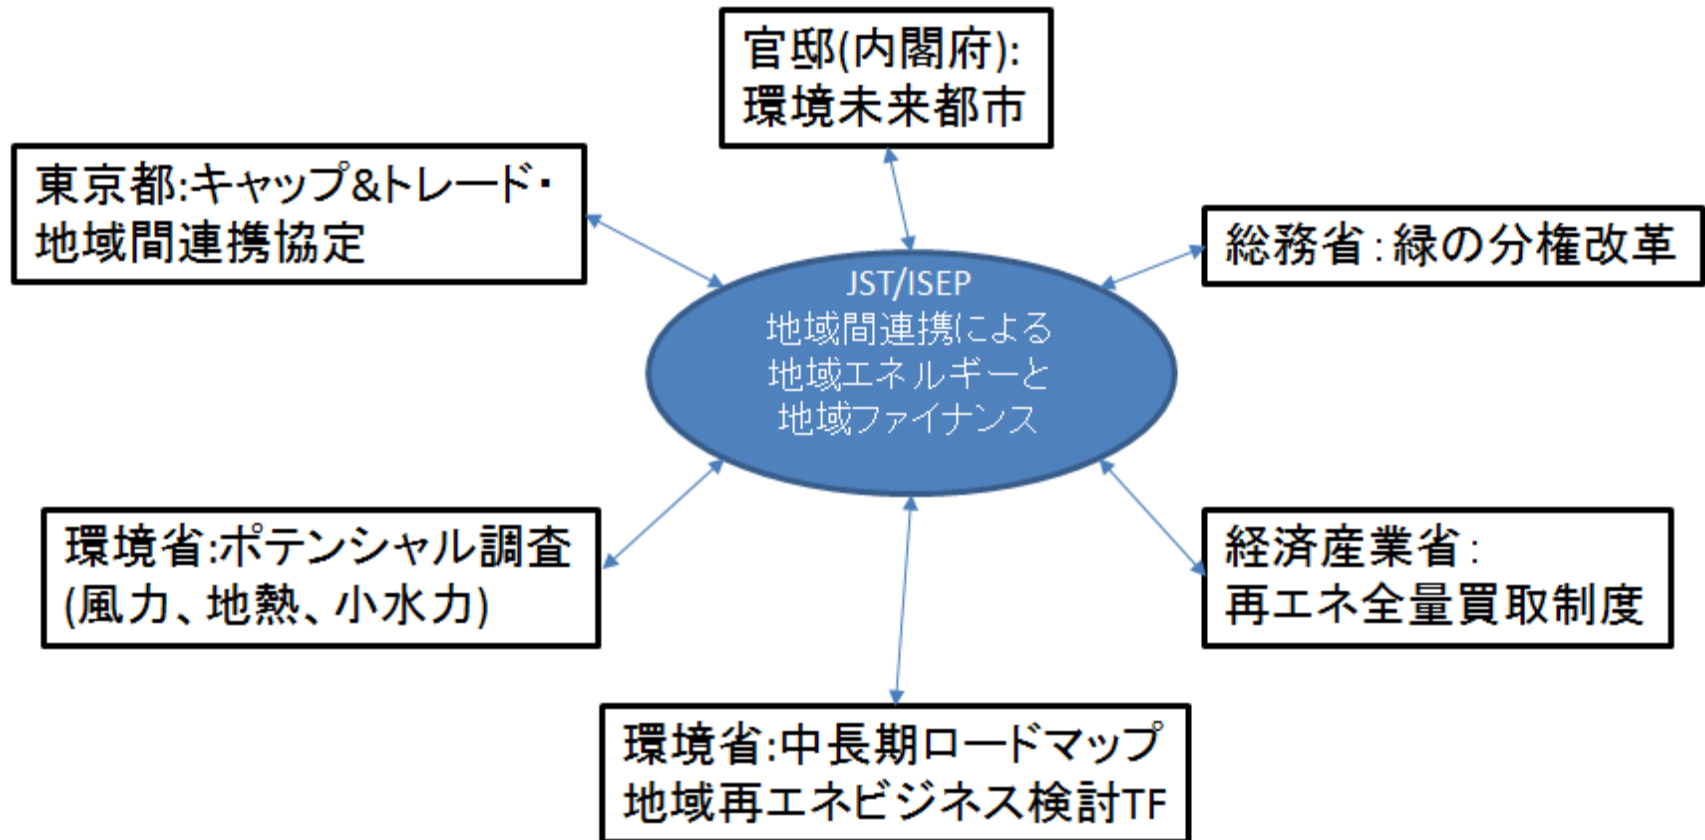 官邸(内閣府):
環境未来都市
東京都:キャップ&トレード・
地域間連携協定
総務省：緑の分権改革
JST/ISEP
地域間連携による
地域エネルギーと
地域ファイナンス
環境省:ポテンシャル調査
(風力、地熱、小水力)
経済産業省：
再エネ全量買取制度
環境省:中長期ロードマップ
地域再エネビジネス検討TF